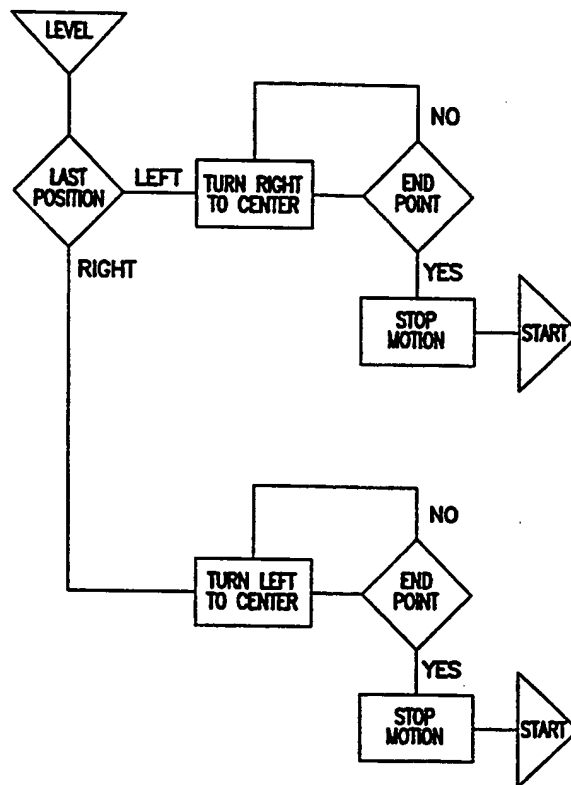 LEVEL
LAST
POSITION
LEFT
TURN RIGHT
TO CENTER
NO
END
POINT
YES
STOP
MOTION
START
RIGHT
TURN LEFT
TO CENTER
NO
END
POINT
YES
STOP
MOTION
START